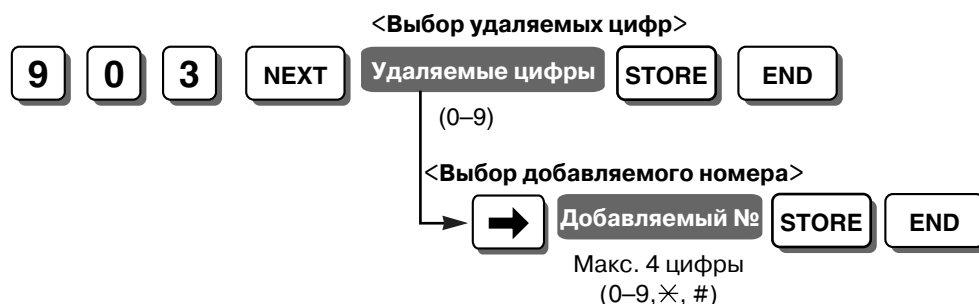 <Выбор удаляемых цифр>
9 0 3 NEXT Удаляемые цифры STORE END
(0–9)
<Выбор добавляемого номера>
Добавляемый № STORE END
Макс. 4 цифры
(0–9,✳, #)